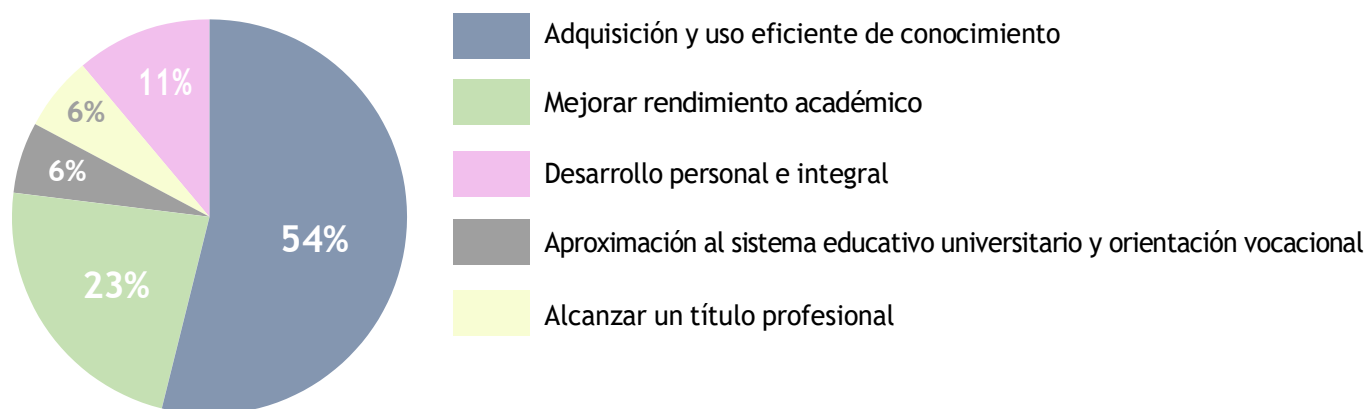 11%
6%
6%
54%
23%
Adquisición y uso eficiente de conocimiento
Mejorar rendimiento académico
Desarrollo personal e integral
Aproximación al sistema educativo universitario y orientación vocacional
Alcanzar un título profesional